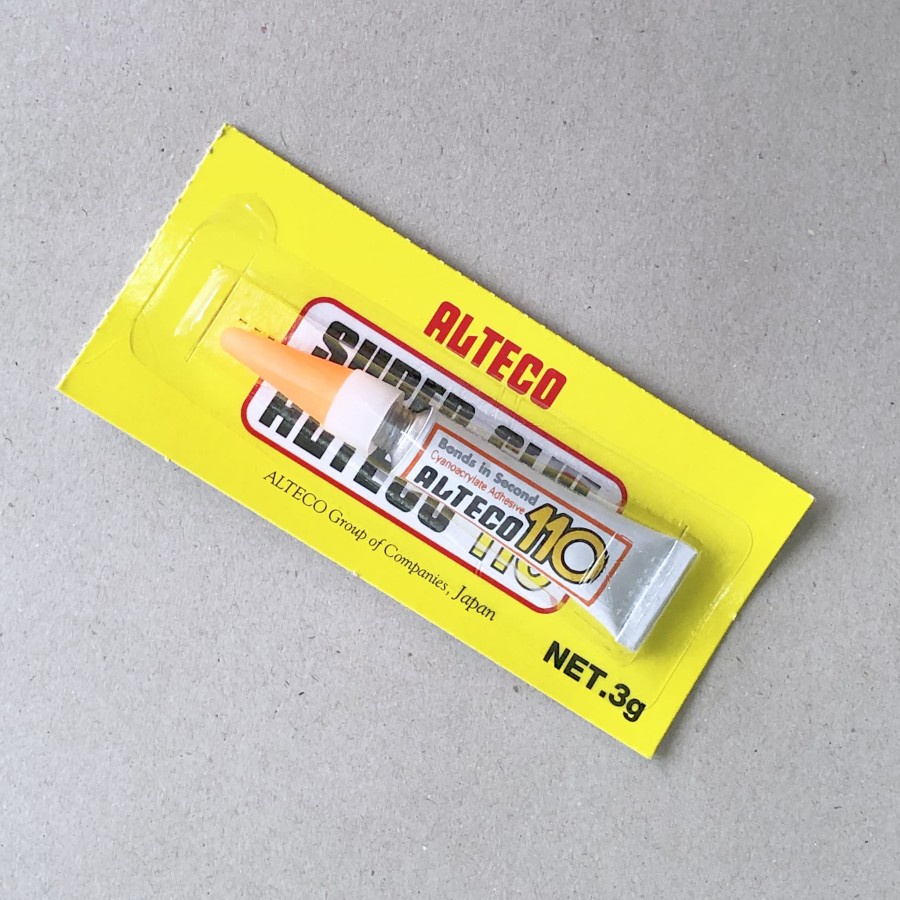 ALTECO
SUPER GLUE
ALTECO 110
Bonds in Second
Cyanoacrylate Adhesive
ALTECO 110
ALTECO Group of Companies, Japan
NET.3g